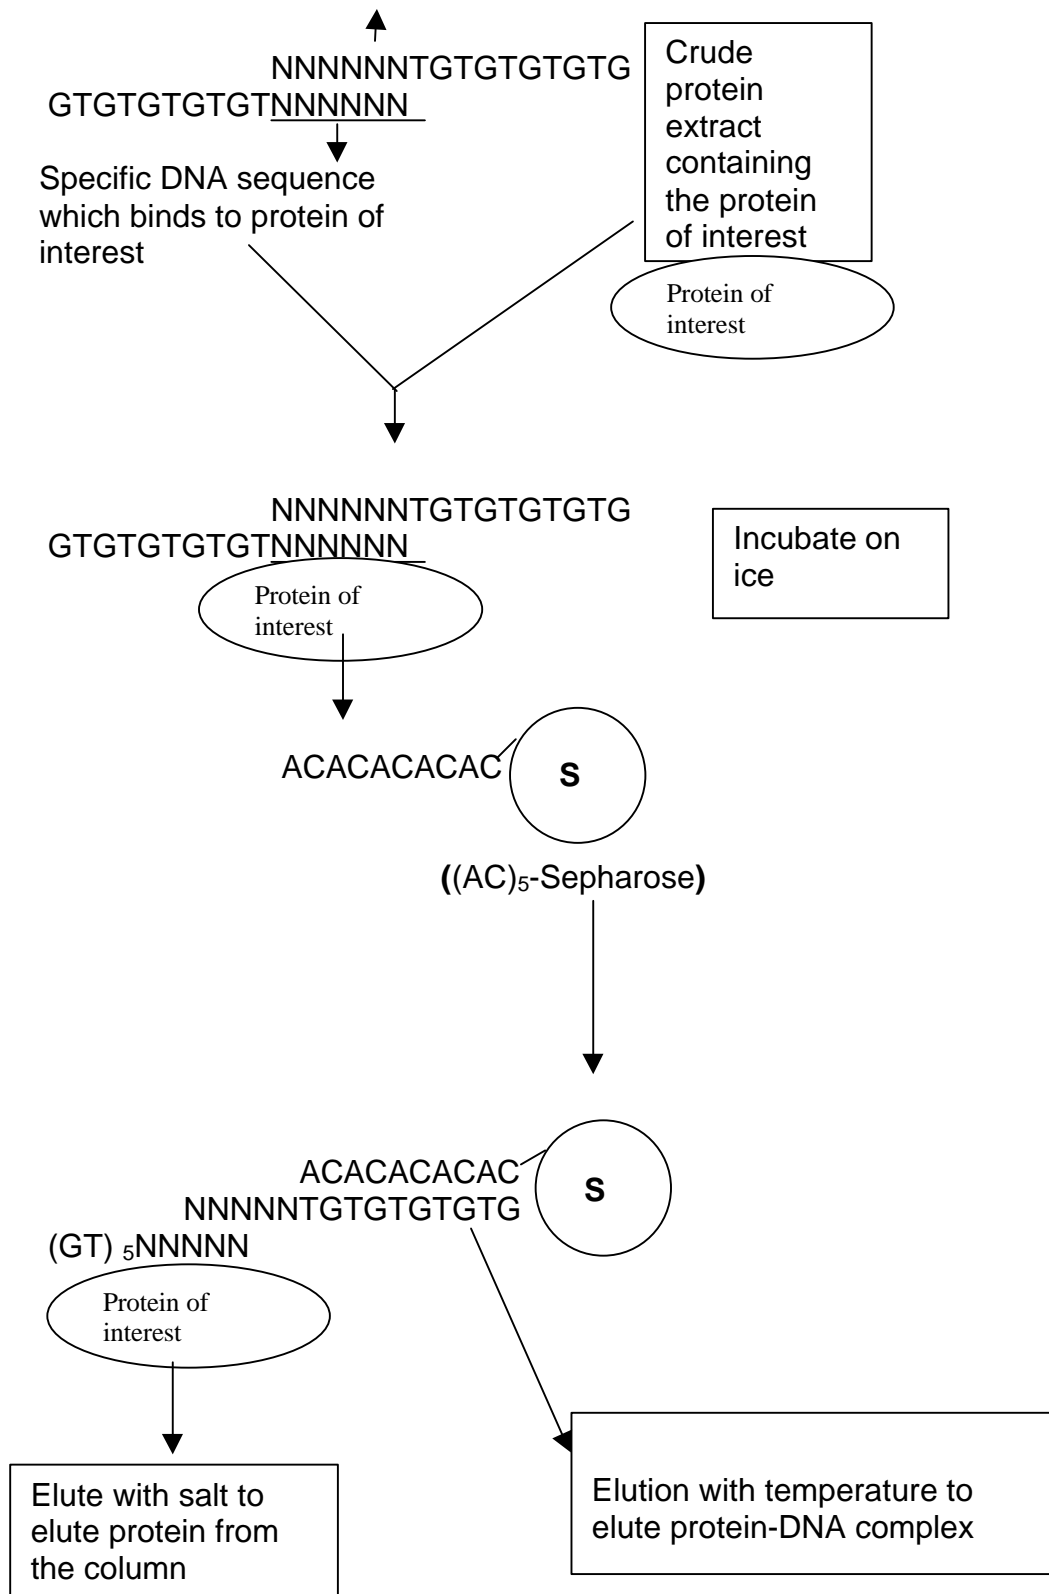 NNNNNNTGTGTGTGTG
GTGTGTGTGTNNNNNN
Specific DNA sequence
which binds to protein of
interest
Crude
protein
extract
containing
the protein
of interest
Protein of
interest
NNNNNNTGTGTGTGTG
GTGTGTGTGTNNNNNN
Protein of
interest
Incubate on
ice
ACACACACAC
S
((AC)5-Sepharose)
ACACACACAC
S
NNNNNTGTGTGTGTG
(GT) 5NNNNN
Protein of
interest
Elute with salt to
elute protein from
the column
Elution with temperature to
elute protein-DNA complex